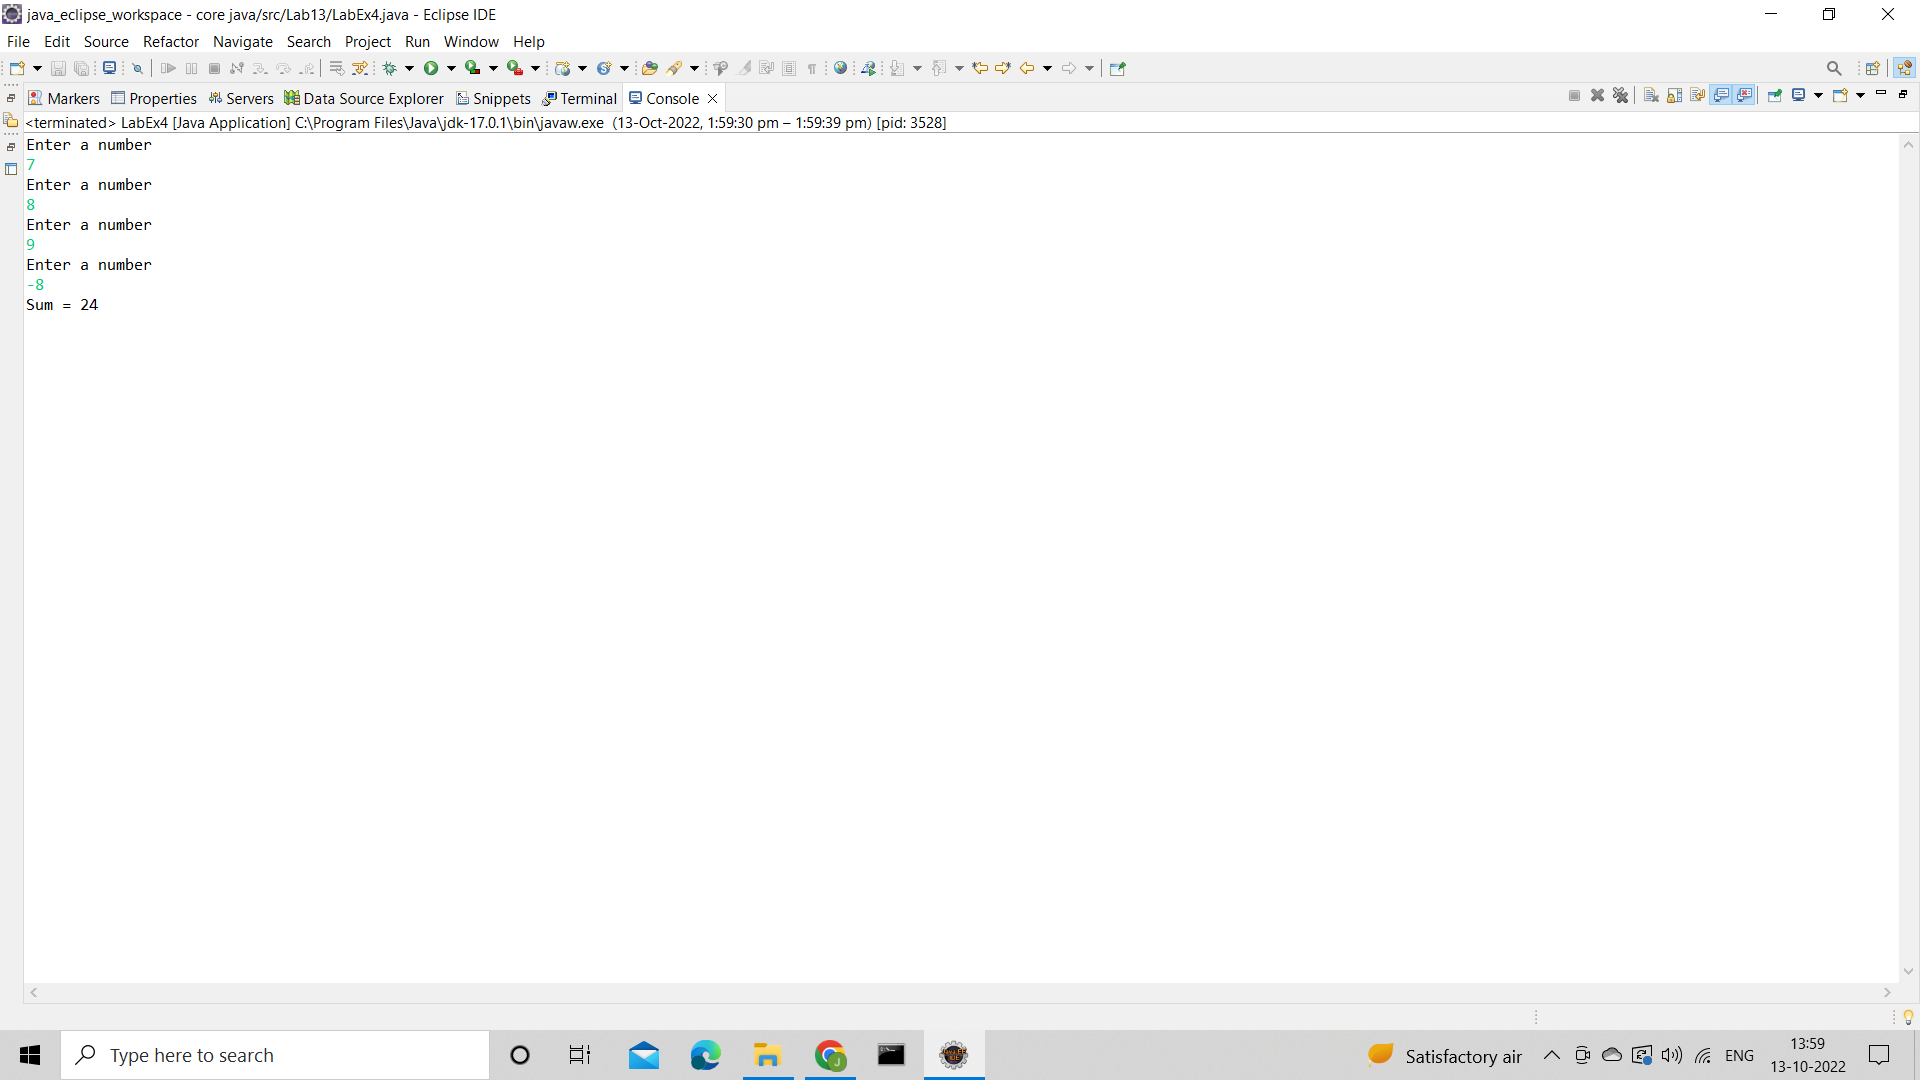 java_eclipse_workspace - core java/src/Lab13/LabEx4.java - Eclipse IDE
File Edit Source Refactor Navigate Search Project Run Window Help
Markers Properties Servers Data Source Explorer Snippets Terminal Console
<terminated> LabEx4 [Java Application] C:\Program Files\Java\jdk-17.0.1\bin\javaw.exe (13-Oct-2022, 1:59:30 pm – 1:59:39 pm) [pid: 3528]
Enter a number
7
Enter a number
8
Enter a number
9
Enter a number
-8
Sum = 24
Type here to search
Satisfactory air
ENG
13:59
13-10-2022